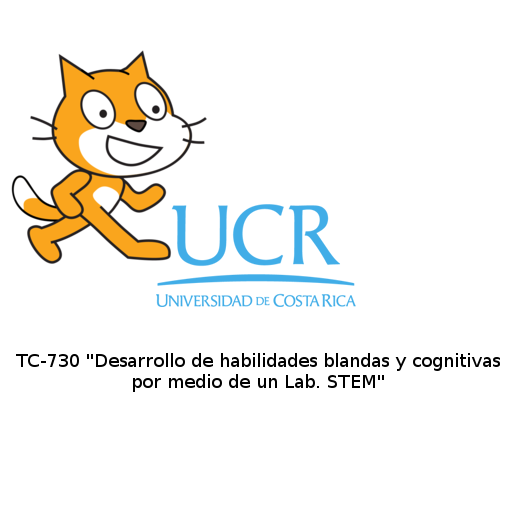 UCR
UNIVERSIDAD DE COSTA RICA
TC-730 "Desarrollo de habilidades blandas y cognitivas
por medio de un Lab. STEM"